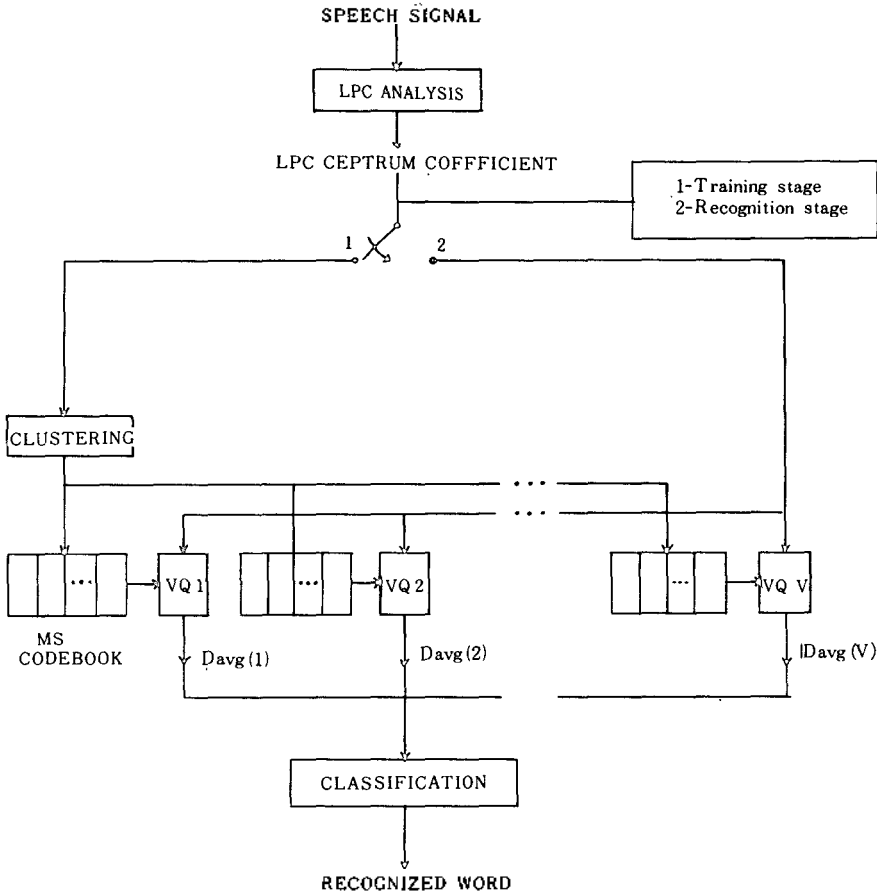 SPEECH SIGNAL
LPC ANALYSIS
LPC CEPTRUM COFFFICIENT
1-Training stage
2-Recognition stage
1
2
CLUSTERING
...
...
...
VQ 1
...
VQ 2
...
VQ V
MS
CODEBOOK
Davg(1)
Davg(2)
Davg(V)
CLASSIFICATION
RECOGNIZED WORD